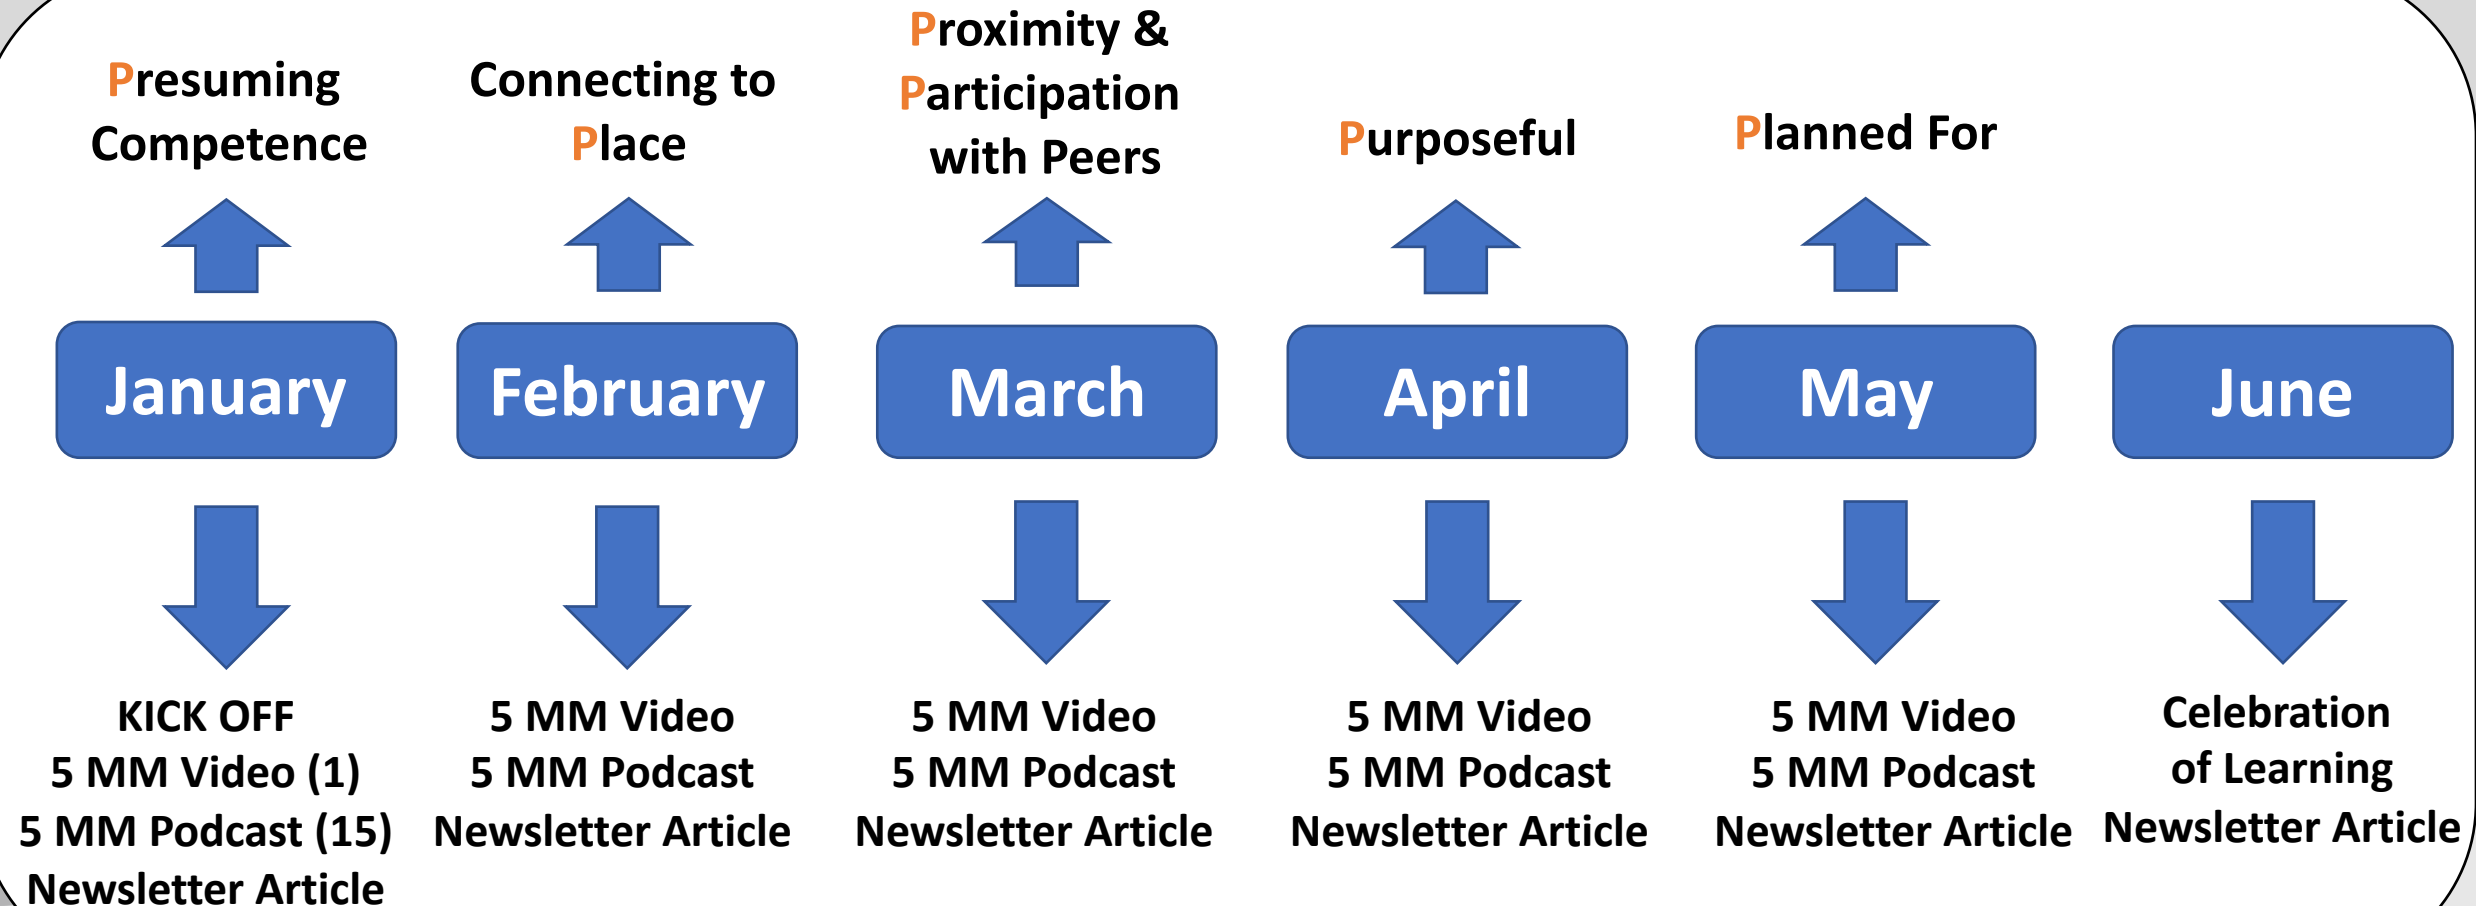 Presuming
Competence
Connecting to
Place
Proximity &
Participation
with Peers
Purposeful
Planned For
January
February
March
April
May
June
KICK OFF
5 MM Video (1)
5 MM Podcast (15)
Newsletter Article
5 MM Video
5 MM Podcast
Newsletter Article
5 MM Video
5 MM Podcast
Newsletter Article
5 MM Video
5 MM Podcast
Newsletter Article
5 MM Video
5 MM Podcast
Newsletter Article
Celebration
of Learning
Newsletter Article